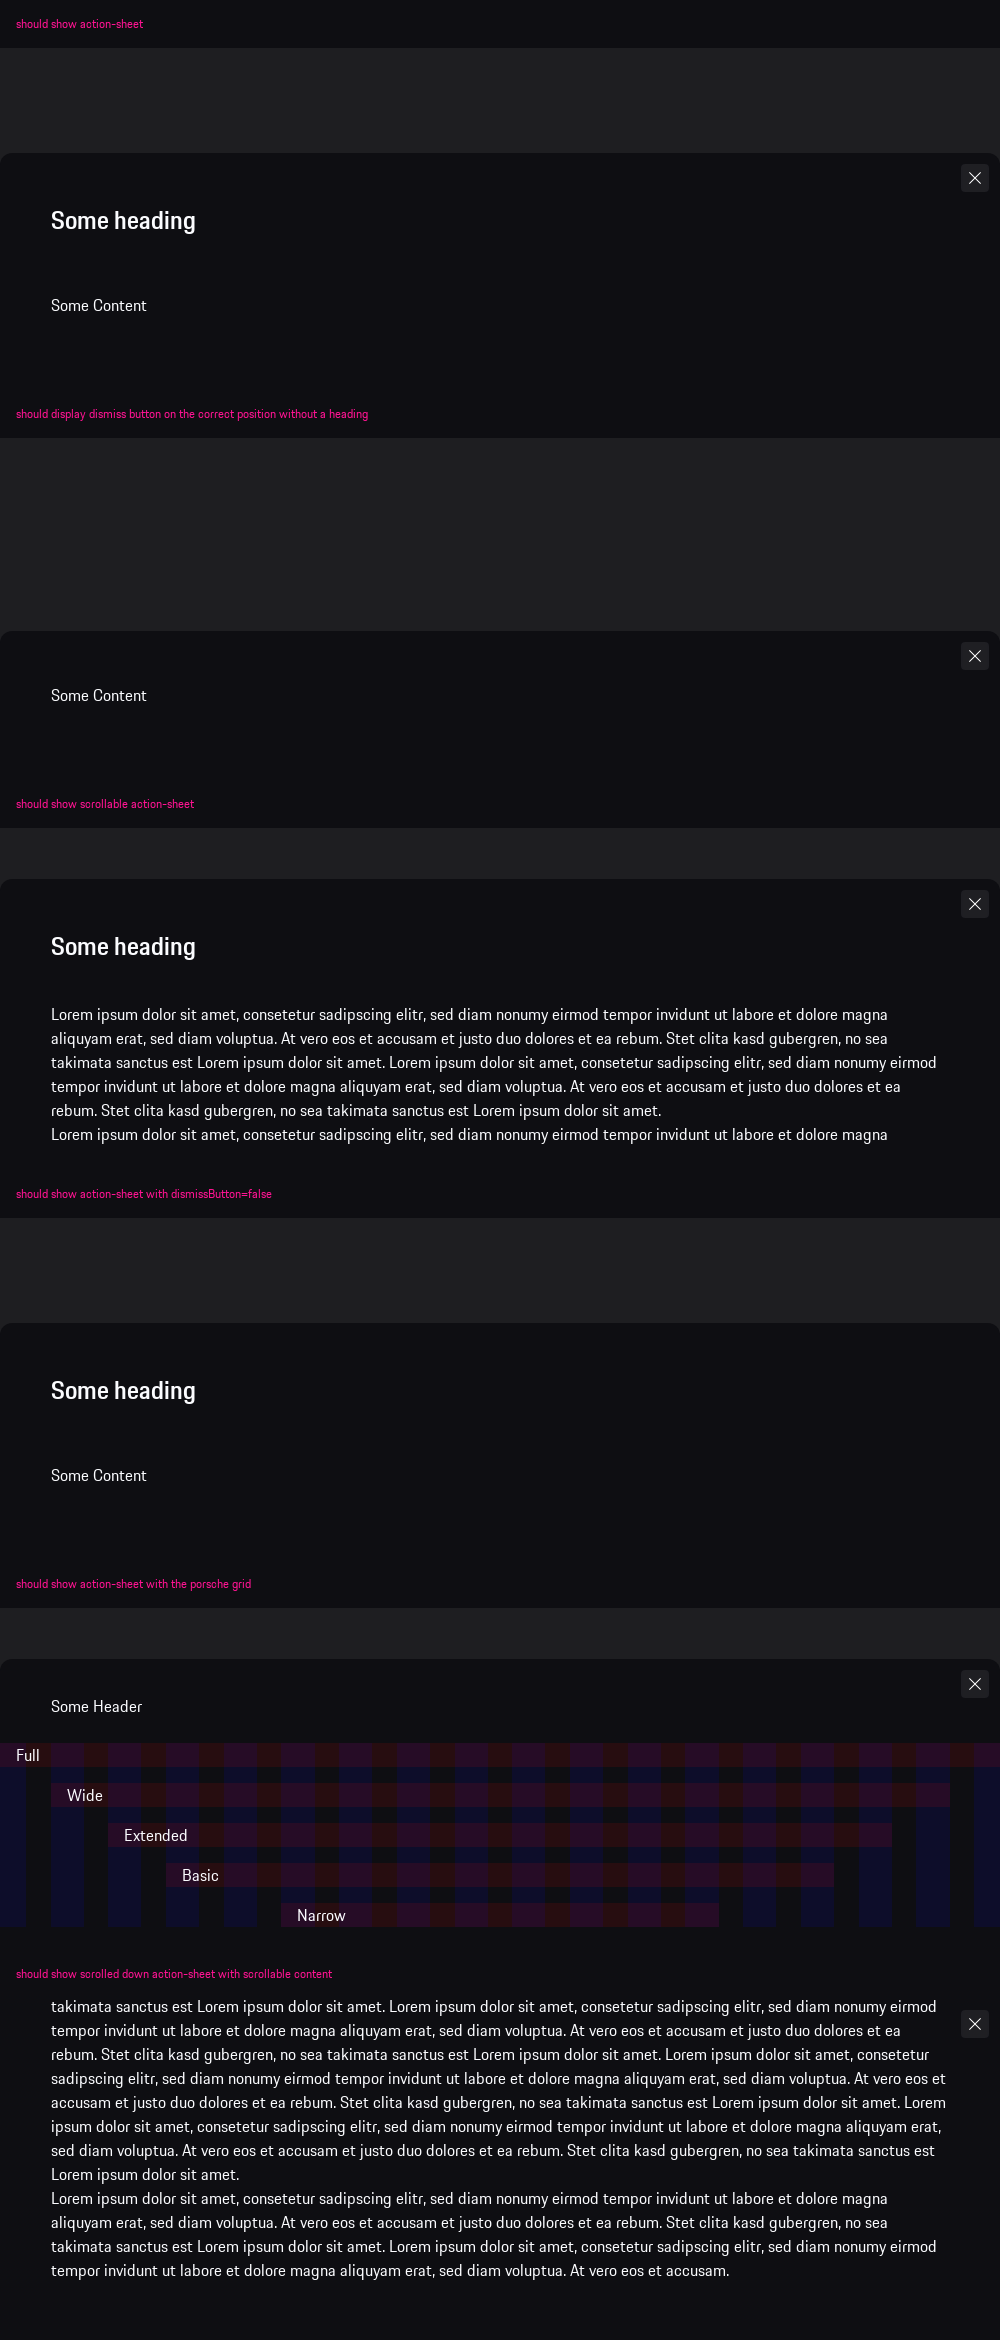 should show action-sheet
Some heading
Some Content
should display dismiss button on the correct position without a heading
Some Content
should show scrollable action-sheet
Some heading
Lorem ipsum dolor sit amet, consetetur sadipscing elitr, sed diam nonumy eirmod tempor invidunt ut labore et dolore magna
aliquyam erat, sed diam voluptua. At vero eos et accusam et justo duo dolores et ea rebum. Stet clita kasd gubergren, no sea
takimata sanctus est Lorem ipsum dolor sit amet. Lorem ipsum dolor sit amet, consetetur sadipscing elitr, sed diam nonumy eirmod
tempor invidunt ut labore et dolore magna aliquyam erat, sed diam voluptua. At vero eos et accusam et justo duo dolores et ea
rebum. Stet clita kasd gubergren, no sea takimata sanctus est Lorem ipsum dolor sit amet.
Lorem ipsum dolor sit amet, consetetur sadipscing elitr, sed diam nonumy eirmod tempor invidunt ut labore et dolore magna
should show action-sheet with dismissButton=false
Some heading
Some Content
should show action-sheet with the porsche grid
Some Header
Full
Wide
Extended
Basic
Narrow
should show scrolled down action-sheet with scrollable content
takimata sanctus est Lorem ipsum dolor sit amet. Lorem ipsum dolor sit amet, consetetur sadipscing elitr, sed diam nonumy eirmod
tempor invidunt ut labore et dolore magna aliquyam erat, sed diam voluptua. At vero eos et accusam et justo duo dolores et ea
rebum. Stet clita kasd gubergren, no sea takimata sanctus est Lorem ipsum dolor sit amet. Lorem ipsum dolor sit amet, consetetur
sadipscing elitr, sed diam nonumy eirmod tempor invidunt ut labore et dolore magna aliquyam erat, sed diam voluptua. At vero eos et
accusam et justo duo dolores et ea rebum. Stet clita kasd gubergren, no sea takimata sanctus est Lorem ipsum dolor sit amet. Lorem
ipsum dolor sit amet, consetetur sadipscing elitr, sed diam nonumy eirmod tempor invidunt ut labore et dolore magna aliquyam erat,
sed diam voluptua. At vero eos et accusam et justo duo dolores et ea rebum. Stet clita kasd gubergren, no sea takimata sanctus est
Lorem ipsum dolor sit amet.
Lorem ipsum dolor sit amet, consetetur sadipscing elitr, sed diam nonumy eirmod tempor invidunt ut labore et dolore magna
aliquyam erat, sed diam voluptua. At vero eos et accusam et justo duo dolores et ea rebum. Stet clita kasd gubergren, no sea
takimata sanctus est Lorem ipsum dolor sit amet. Lorem ipsum dolor sit amet, consetetur sadipscing elitr, sed diam nonumy eirmod
tempor invidunt ut labore et dolore magna aliquyam erat, sed diam voluptua. At vero eos et accusam.